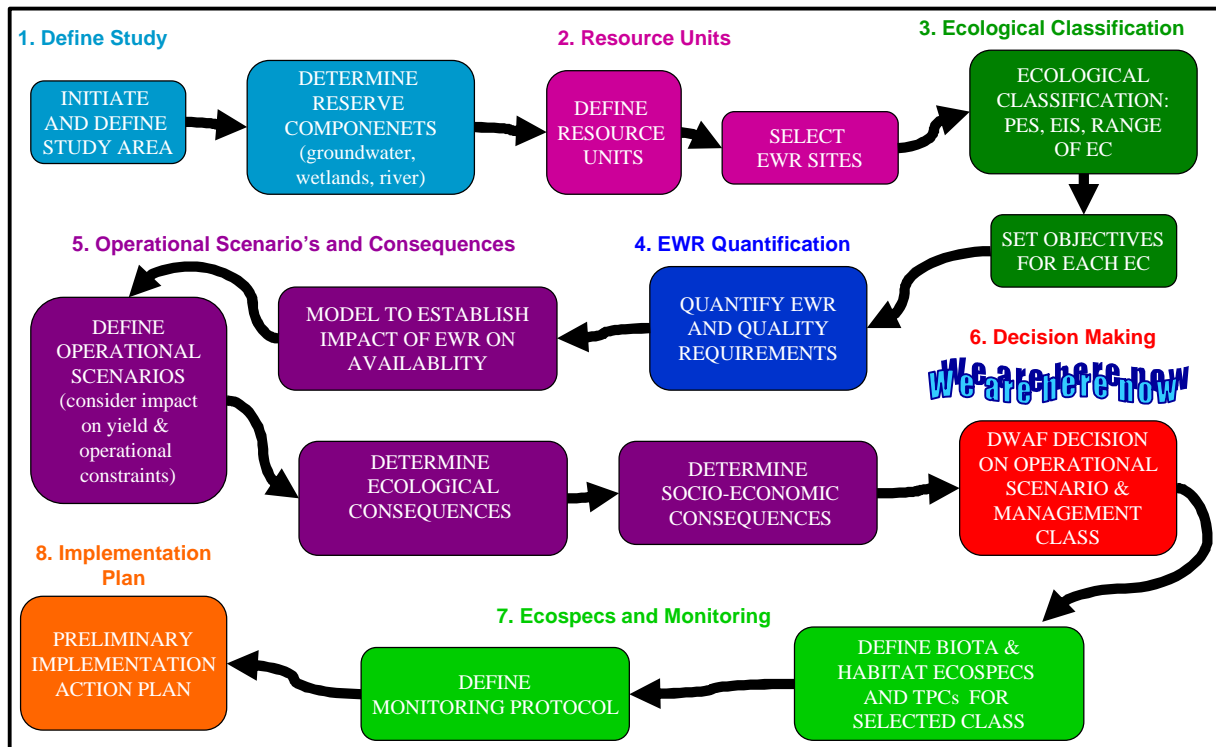 1. Define Study
INITIATE
AND DEFINE
STUDY AREA
DETERMINE
RESERVE
COMPONENETS
(groundwater,
wetlands, river)
2. Resource Units
DEFINE
RESOURCE
UNITS
SELECT
EWR SITES
3. Ecological Classification
ECOLOGICAL
CLASSIFICATION:
PES, EIS, RANGE
OF EC
SET OBJECTIVES
FOR EACH EC
4. EWR Quantification
QUANTIFY EWR
AND QUALITY
REQUIREMENTS
5. Operational Scenario's and Consequences
MODEL TO ESTABLISH
IMPACT OF EWR ON
AVAILABLITY
DEFINE
OPERATIONAL
SCENARIOS
(consider impact
on yield &
operational
constraints)
DETERMINE
ECOLOGICAL
CONSEQUENCES
DETERMINE
SOCIO-ECONOMIC
CONSEQUENCES
6. Decision Making
We are here now
DWAF DECISION
ON OPERATIONAL
SCENARIO &
MANAGEMENT
CLASS
7. Ecospecs and Monitoring
DEFINE BIOTA &
HABITAT ECOSPECS
AND TPCs FOR
SELECTED CLASS
DEFINE
MONITORING PROTOCOL
8. Implementation
Plan
PRELIMINARY
IMPLEMENTATION
ACTION PLAN